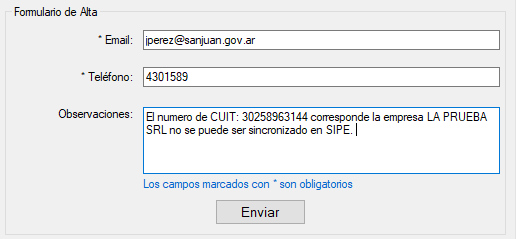 Formulario de Alta
* Email: jperez@sanjuan.gov.ar
* Teléfono: 4301589
Observaciones: El numero de CUIT: 30258963144 corresponde la empresa LA PRUEBA
SRL no se puede ser sincronizado en SIPE.
Los campos marcados con * son obligatorios
Enviar